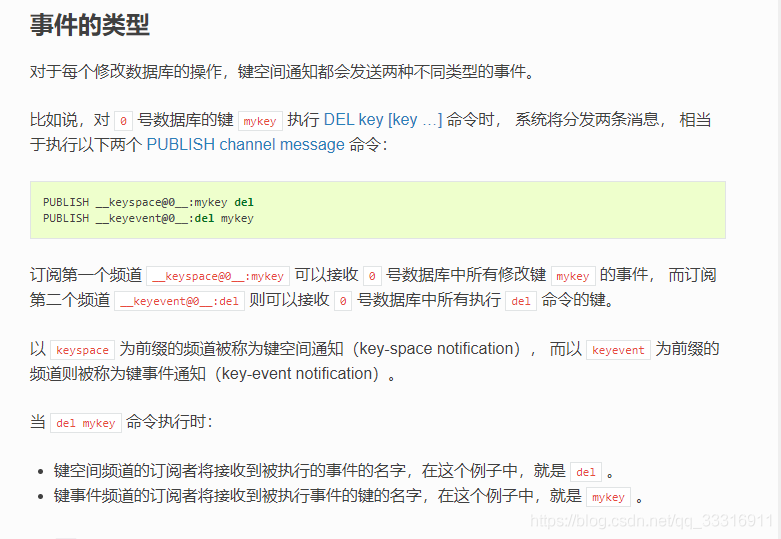 事件的类型
对于每个修改数据库的操作，键空间通知都会发送两种不同类型的事件。
比如说，对 0 号数据库的键 mykey 执行 DEL key [key …] 命令时， 系统将分发两条消息， 相当
于执行以下两个 PUBLISH channel message 命令：
PUBLISH __keyspace@0__:mykey del
PUBLISH __keyevent@0__:del mykey
订阅第一个频道 __keyspace@0__:mykey 可以接收 0 号数据库中所有修改键 mykey 的事件， 而订阅
第二个频道 __keyevent@0__:del 则可以接收 0 号数据库中所有执行 del 命令的键。
以 keyspace 为前缀的频道被称为键空间通知（key-space notification）， 而以 keyevent 为前缀的
频道则被称为键事件通知（key-event notification）。
当 del mykey 命令执行时：
• 键空间频道的订阅者将接收到被执行的事件的名字，在这个例子中，就是 del 。
• 键事件频道的订阅者将接收到被执行事件的键的名字，在这个例子中，就是 mykey 。
https://blog.csdn.net/qq_33316911